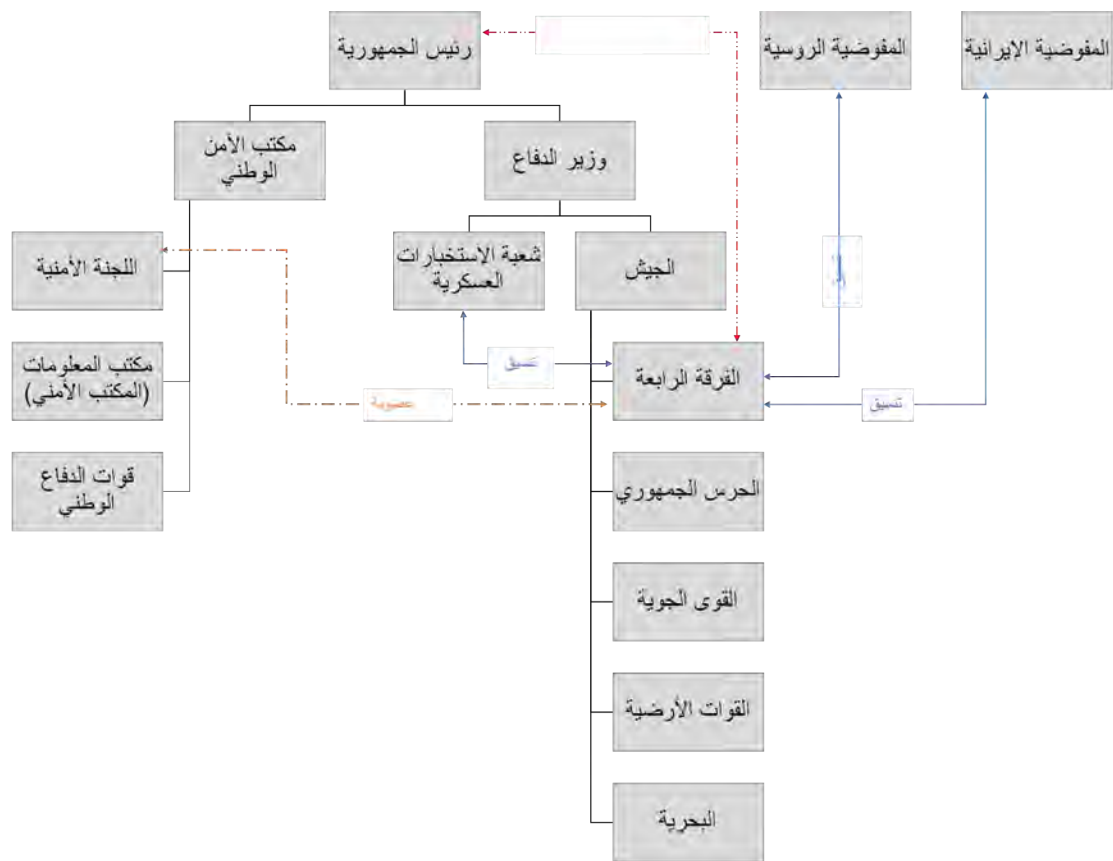 رئيس الجمهورية
المفوضية الروسية
المفوضية الإيرانية
مكتب الأمن
الوطني
وزير الدفاع
اللجنة الأمنية
شعبة الاستخبارات
العسكرية
الجيش
مكتب المعلومات
(المكتب الأمني)
تنسيق
الفرقة الرابعة
عضوية
تنسيق
قوات الدفاع
الوطني
الحرس الجمهوري
القوى الجوية
القوات الأرضية
البحرية